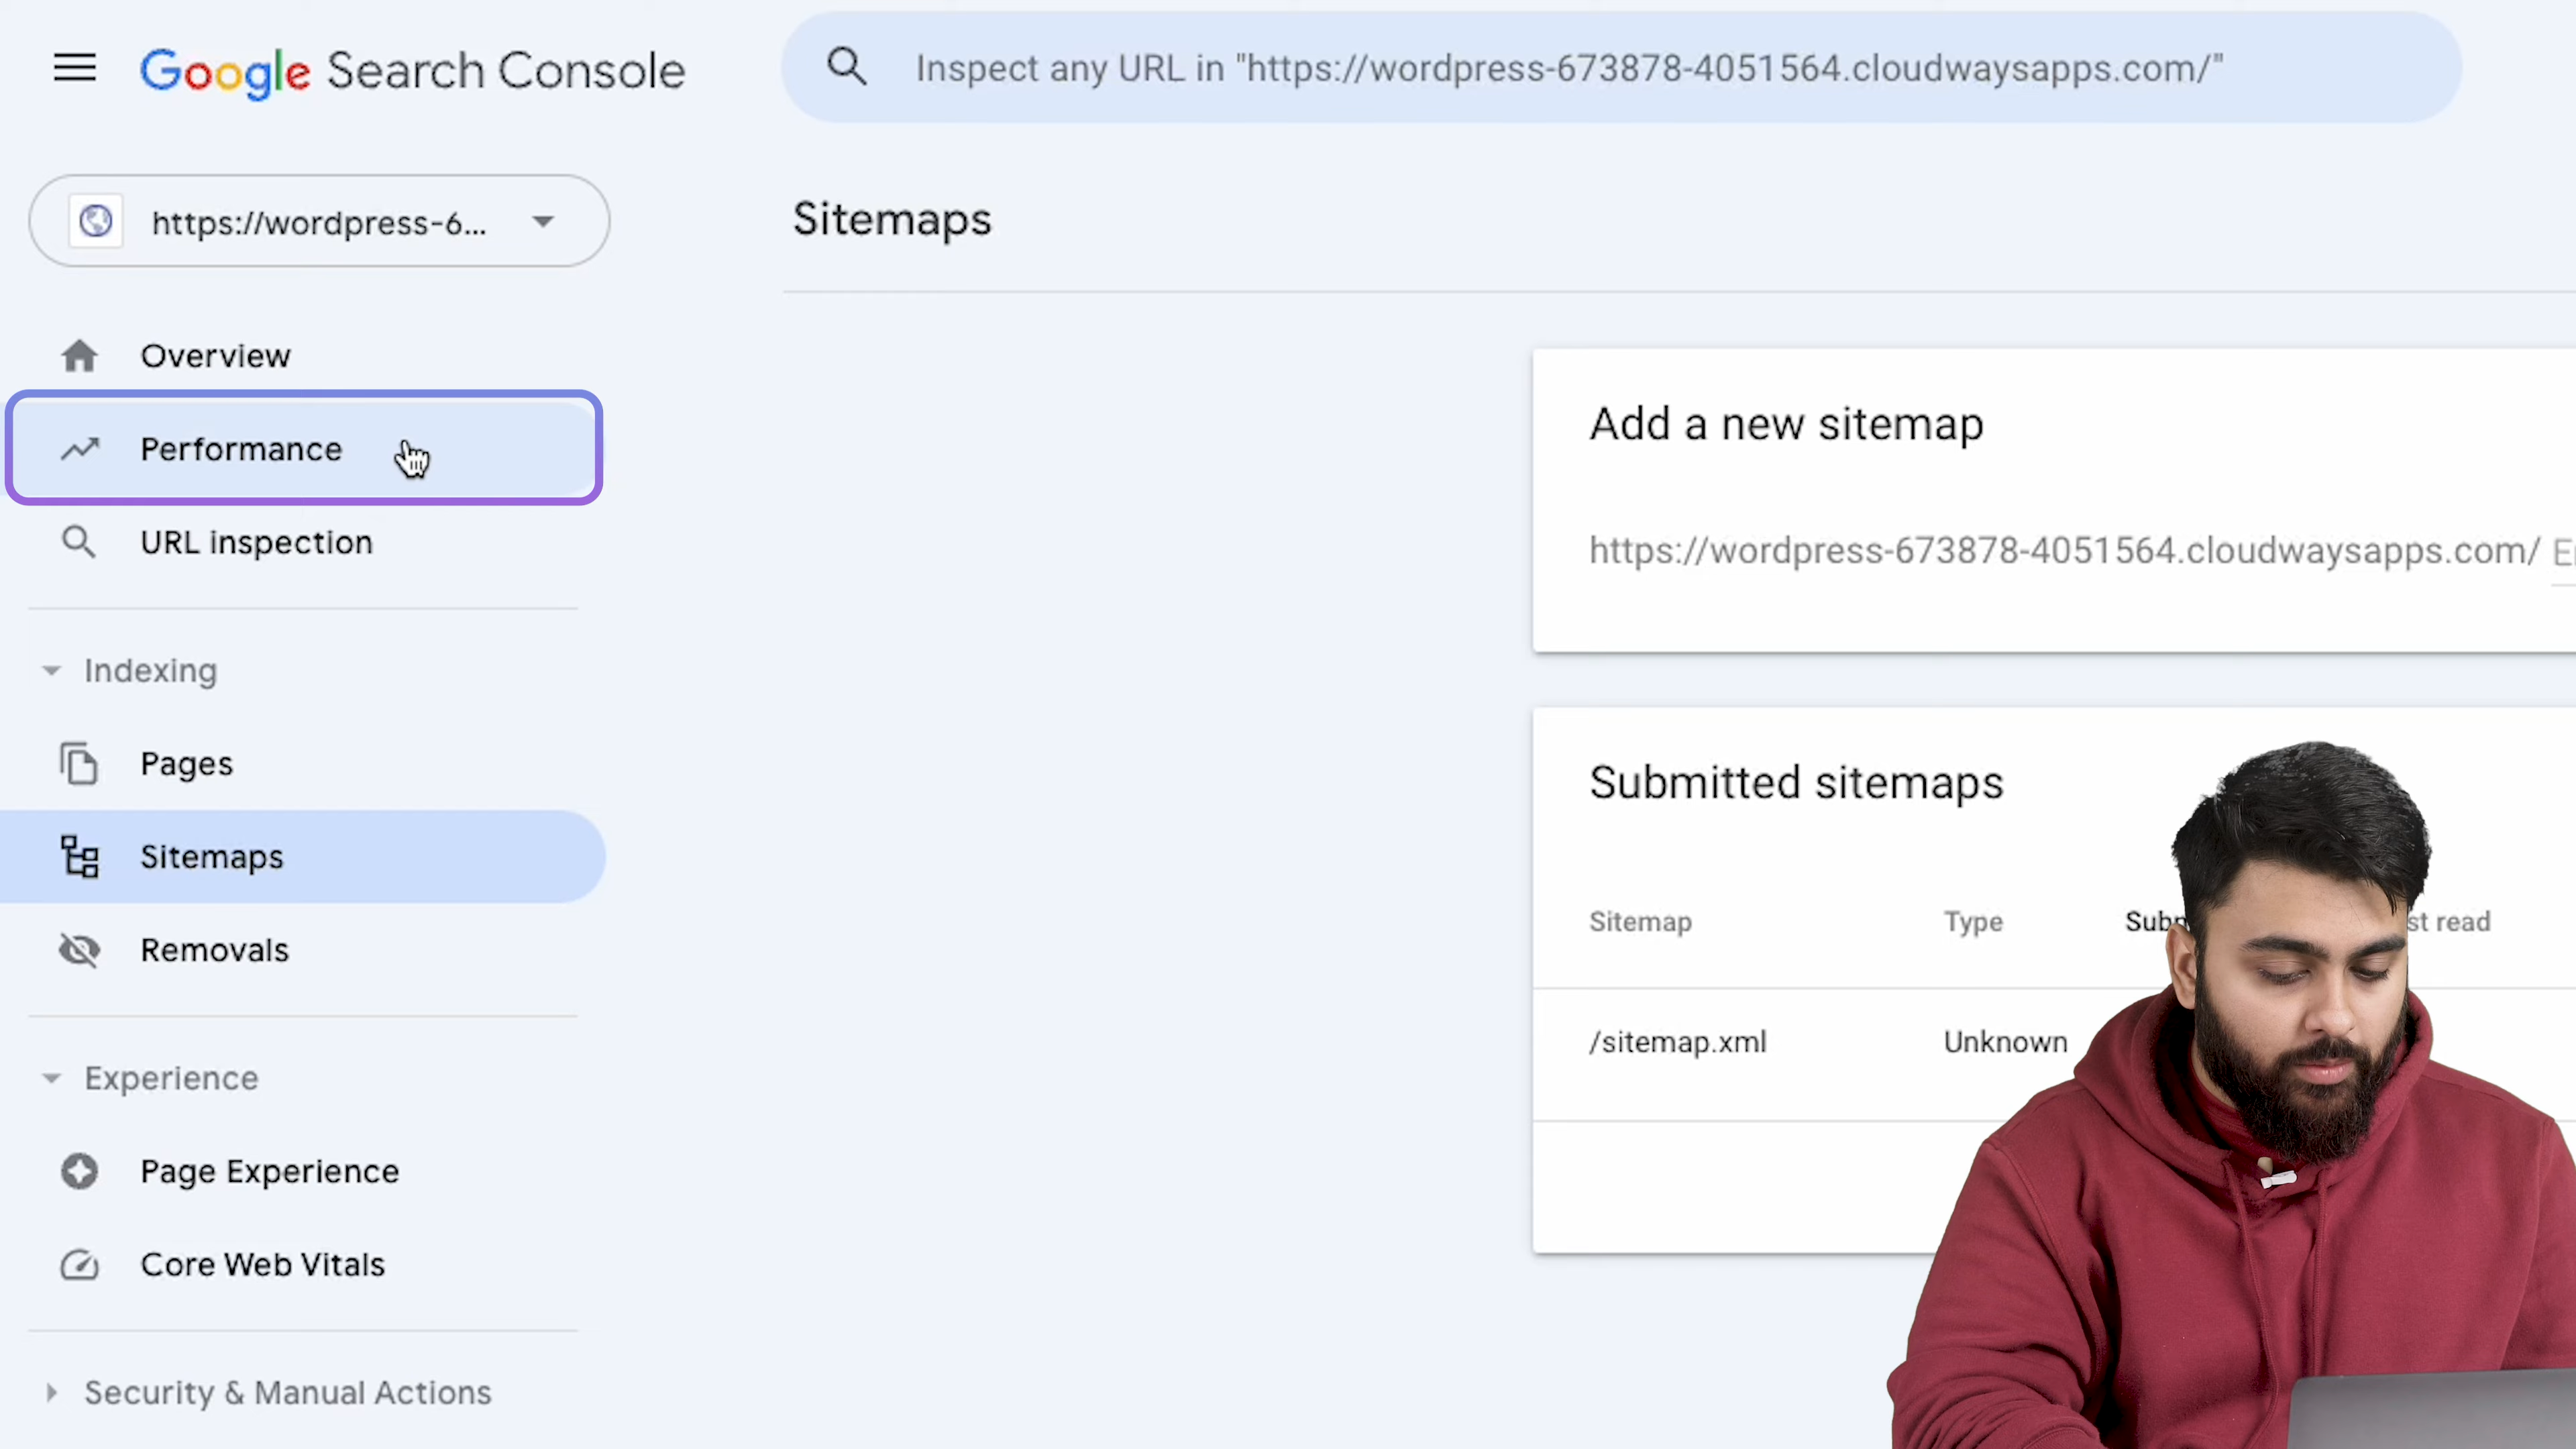 Google Search Console
Inspect any URL in "https://wordpress-673878-4051564.cloudwaysapps.com/"
https://wordpress-6...
Sitemaps
Overview
Performance
URL inspection
Indexing
Pages
Sitemaps
Removals
Experience
Page Experience
Core Web Vitals
Security & Manual Actions
Add a new sitemap
https://wordpress-673878-4051564.cloudwaysapps.com/
Submitted sitemaps
Sitemap Type read
/sitemap.xml Unknown